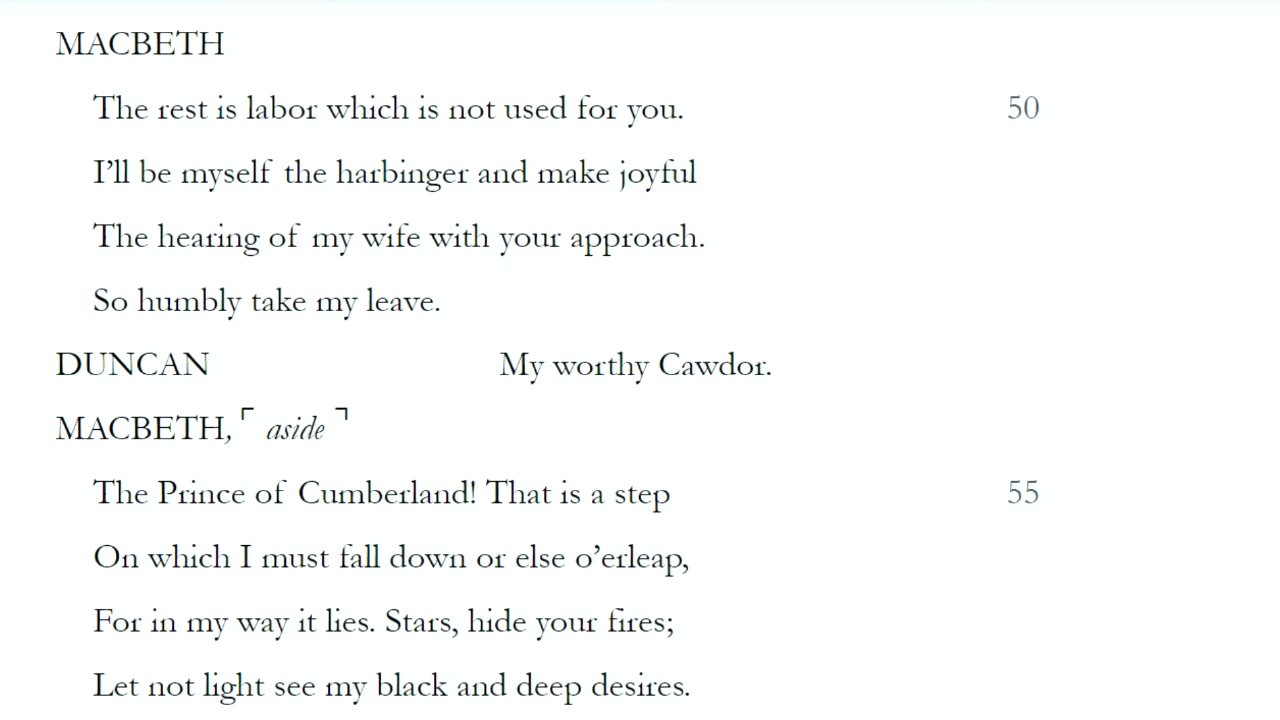 MACBETH
The rest is labor which is not used for you. 50
I’ll be myself the harbinger and make joyful
The hearing of my wife with your approach.
So humbly take my leave.
DUNCAN My worthy Cawdor.
MACBETH, ⌜aside⌝
The Prince of Cumberland! That is a step 55
On which I must fall down or else o’erleap,
For in my way it lies. Stars, hide your fires;
Let not light see my black and deep desires.